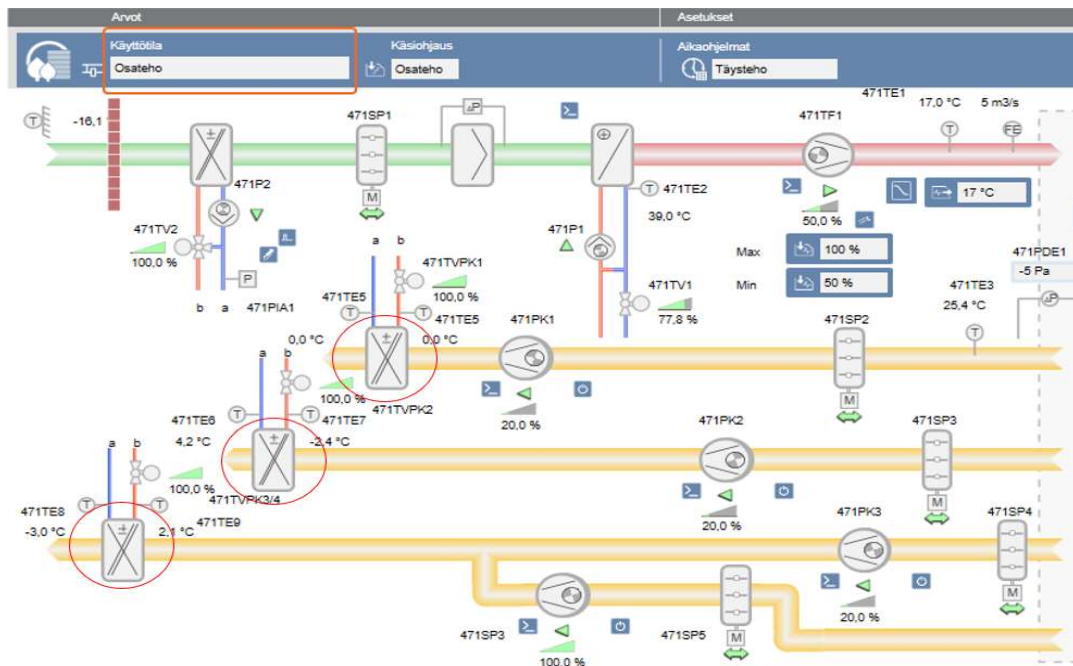 Arvot Asetukset
Käyttötila Käsiohjaus Aikaohjelmat
Osateho Osateho Täysteho
471TE1
-16,1 471SP1 ΔP 471TF1 17,0 °C 5 m3/s
T T FE
M
471P2 T 471TE2 17 °C
39,0 °C 50,0 %
471TV2 a b 471P1
100,0 % Max 100 %
P 471TVPK1 471PDE1
100,0 % Min 50 % -5 Pa
b a 471PIA1 471TE5 471TV1 471TE3
T T 471TE5 471PK1 77,8 % 471SP2 25,4 °C ΔP
0,0 °C 0,0 °C T
a b
100,0 % M
471TVPK2 20,0 %
471TE6 T T 471TE7 471PK2 471SP3
a b 4,2 °C -2,4 °C
100,0 % 471TVPK3/4 M
471TE8 T T 471TE9 20,0 % 471PK3 471SP4
-3,0 °C 2,1 °C
M
20,0 %
471SP3 471SP5 M
100,0 %